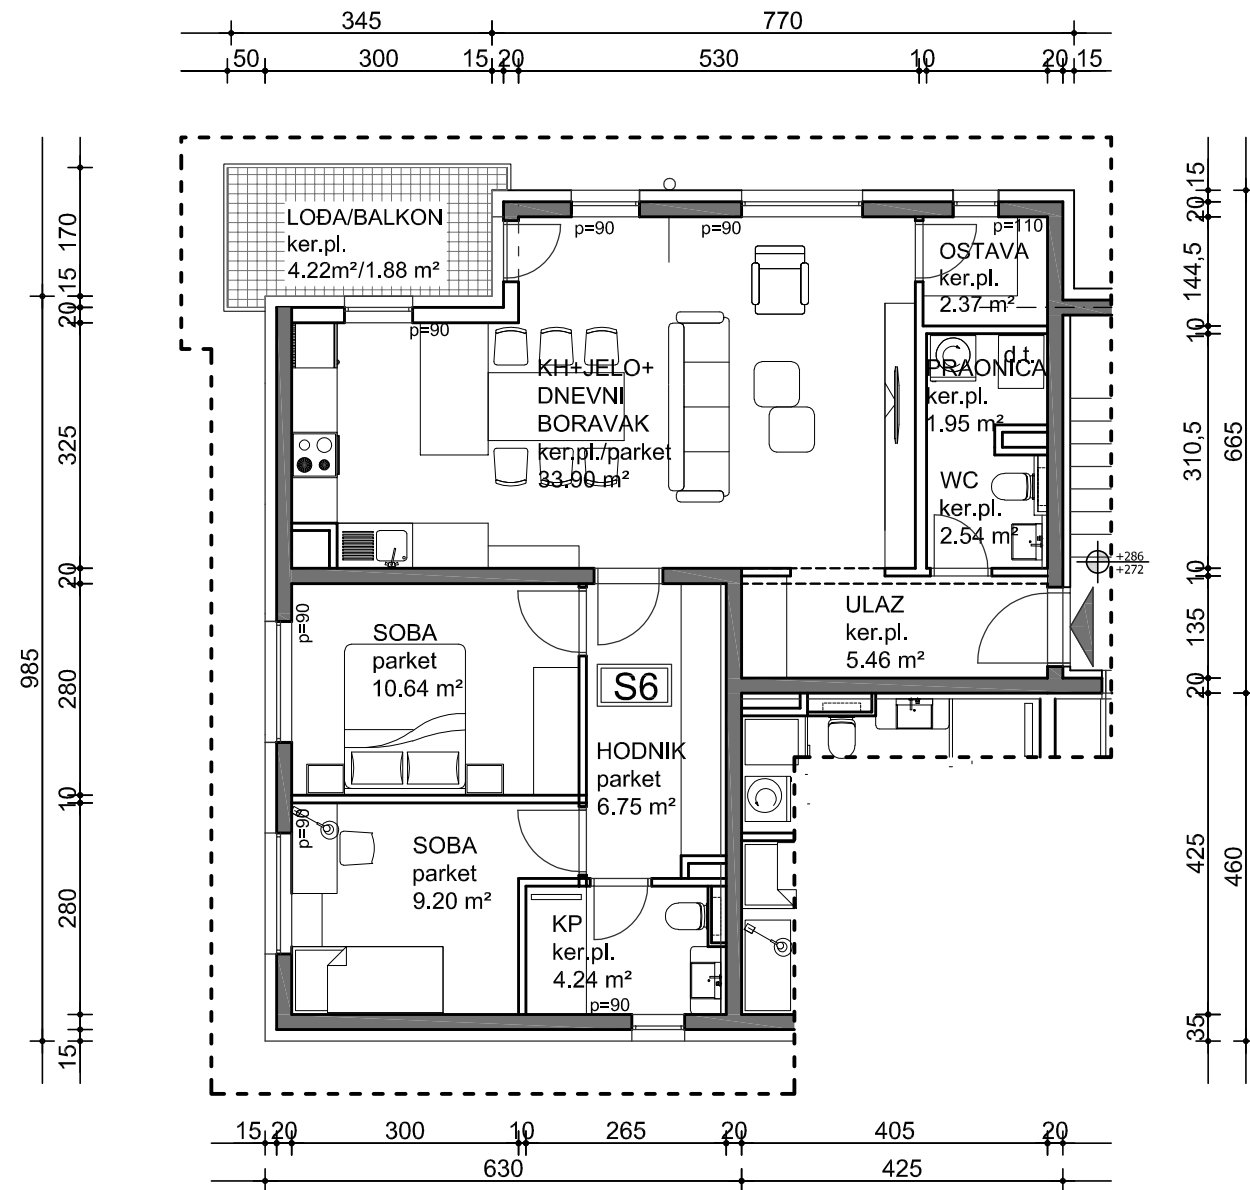 345
770
50
300
15
20
530
10
20
15
LOĐA/BALKON
ker.pl.
4.22m²/1.88 m²
p=90
p=90
p=110
OSTAVA
ker.pl.
2.37 m²
p=90
KH+JELO+
DNEVNI
BORAVAK
ker.pl./parket
33.90 m²
d.t.
PRAONICA
ker.pl.
1.95 m²
WC
ker.pl.
2.54 m²
+286
+272
ULAZ
ker.pl.
5.46 m²
p=90
SOBA
parket
10.64 m²
S6
HODNIK
parket
6.75 m²
p=90
SOBA
parket
9.20 m²
KP
ker.pl.
4.24 m²
p=90
985
170
15
20
325
20
280
10
280
15
15
20
144,5
10
310,5
10
135
20
425
35
665
460
15
20
300
10
265
20
405
20
630
425